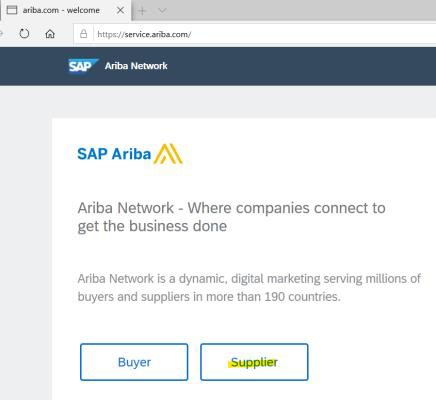 ariba.com - welcome
https://service.ariba.com/
SAP Ariba Network
SAP Ariba
Ariba Network - Where companies connect to
get the business done
Ariba Network is a dynamic, digital marketing serving millions of
buyers and suppliers in more than 190 countries.
Buyer Supplier